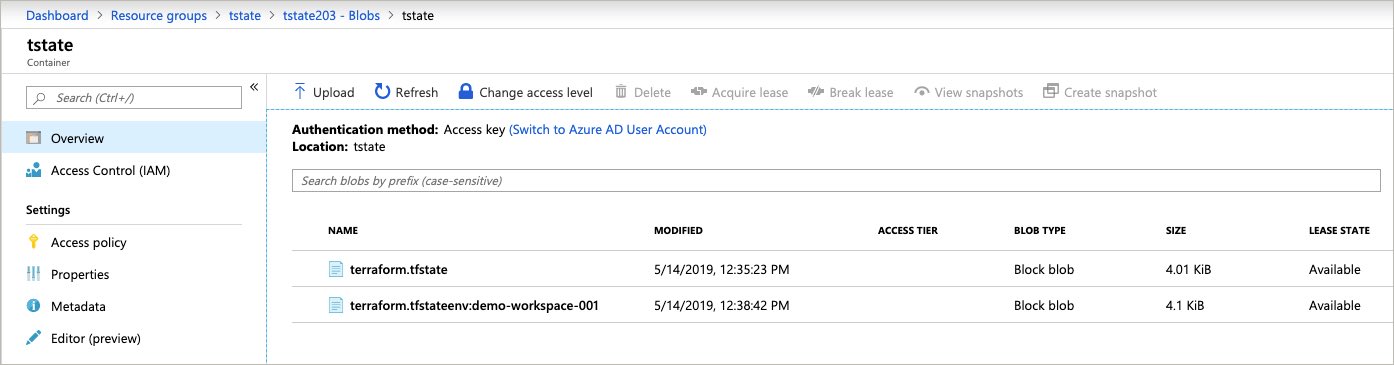 Dashboard > Resource groups > tstate > tstate203 - Blobs > tstate
tstate
Container
Search (Ctrl+/)
«
Overview
Access Control (IAM)
Settings
Access policy
Properties
Metadata
Editor (preview)
Upload Refresh Change access level Delete Acquire lease Break lease View snapshots Create snapshot
Authentication method: Access key (Switch to Azure AD User Account)
Location: tstate
Search blobs by prefix (case-sensitive)
NAME MODIFIED ACCESS TIER BLOB TYPE SIZE LEASE STATE
terraform.tfstate 5/14/2019, 12:35:23 PM Block blob 4.01 KiB Available
terraform.tfstateenv:demo-workspace-001 5/14/2019, 12:38:42 PM Block blob 4.1 KiB Available